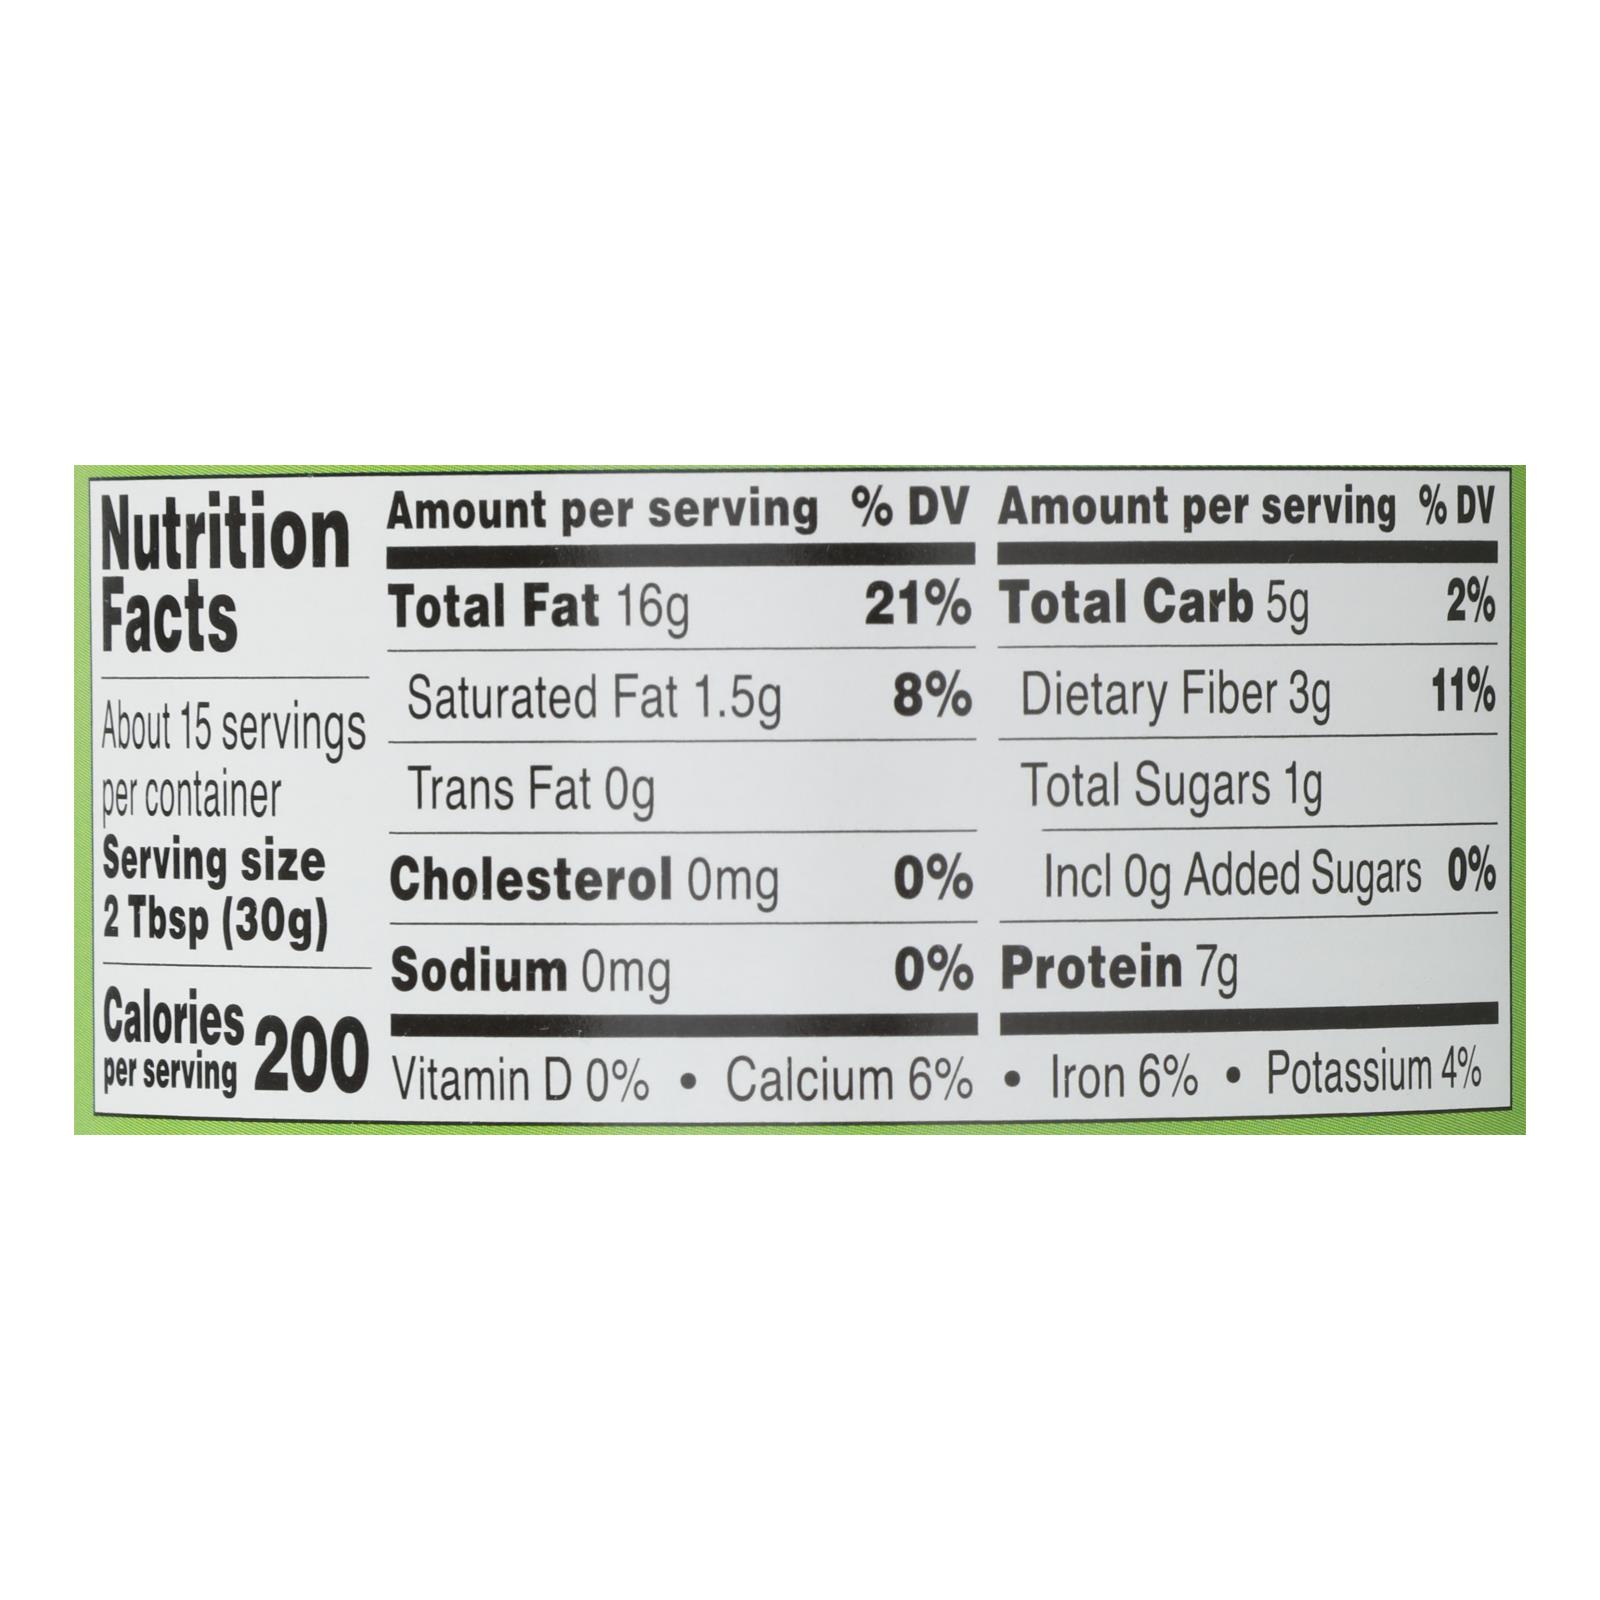 Nutrition
Facts
About 15 servings
per container
Serving size
2 Tbsp (30g)
Calories
per serving 200
Amount per serving % DV
Total Fat 16g 21%
Saturated Fat 1.5g 8%
Trans Fat 0g
Cholesterol 0mg 0%
Sodium 0mg 0%
Amount per serving % DV
Total Carb 5g 2%
Dietary Fiber 3g 11%
Total Sugars 1g
Incl 0g Added Sugars 0%
Protein 7g
Vitamin D 0% • Calcium 6% • Iron 6% • Potassium 4%